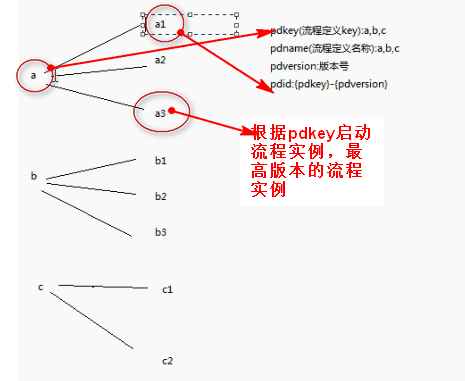 a1
pdkey(流程定义key):a,b,c
pdname(流程定义名称):a,b,c
a2
pdversion:版本号
a
pdid:{pdkey}-{pdversion}
a3
根据pdkey启动
流程实例，最
高版本的流程
实例
b1
b
b2
b3
c
c1
c2